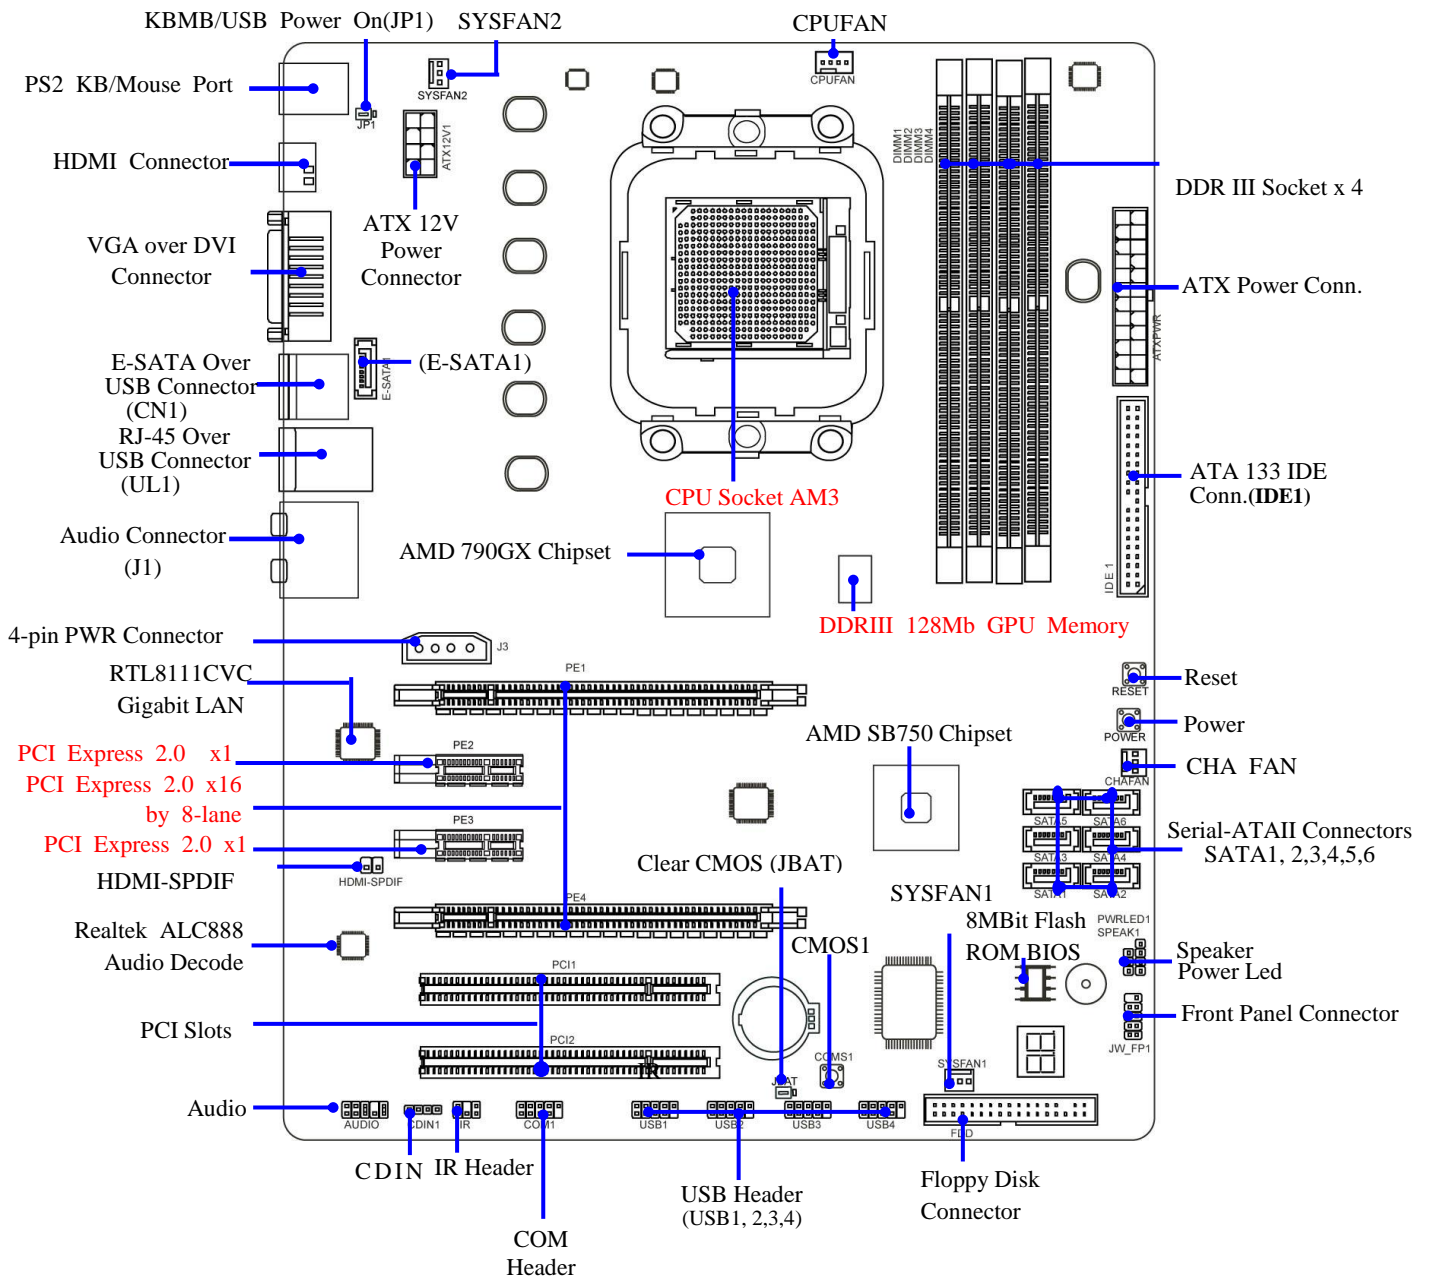 KBMB/USB Power On(JP1)
SYSFAN2
CPUFAN
PS2 KB/Mouse Port
SYSFAN2
JP1
CPUFAN
ATX12V1
DIMM1
DIMM2
DIMM3
DIMM4
HDMI Connector
DDR III Socket x 4
ATX 12V
Power
Connector
VGA over DVI
Connector
ATX Power Conn.
ATXPWR
E-SATA Over
USB Connector
(CN1)
(E-SATA1)
E-SATA1
RJ-45 Over
USB Connector
(UL1)
CPU Socket AM3
ATA 133 IDE
Conn.(IDE1)
IDE 1
Audio Connector
(J1)
AMD 790GX Chipset
DDRIII 128Mb GPU Memory
4-pin PWR Connector
J3
PE1
RTL8111CVC
Gigabit LAN
Reset
RESET
Power
POWER
AMD SB750 Chipset
PCI Express 2.0 x1
PE2
PCI Express 2.0 x16
by 8-lane
CHA FAN
CHAFAN
PE3
PCI Express 2.0 x1
SATA5
SATA6
Serial-ATAII Connectors
SATA1, 2,3,4,5,6
SATA3
SATA4
SATA1
SATA2
HDMI-SPDIF
HDMI-SPDIF
Clear CMOS (JBAT)
SYSFAN1
PE4
8MBit Flash
ROM BIOS
PWRLED1
SPEAK1
Realtek ALC888
Audio Decode
CMOS1
Speaker
Power Led
PCI1
PCI Slots
Front Panel Connector
JW_FP1
PCI2
IR
COMS1
SYSFAN1
JBAT
Audio
AUDIO
CDIN1
IR
COM1
USB1
USB2
USB3
USB4
FDD
CDIN
IR Header
COM
Header
USB Header
(USB1, 2,3,4)
Floppy Disk
Connector